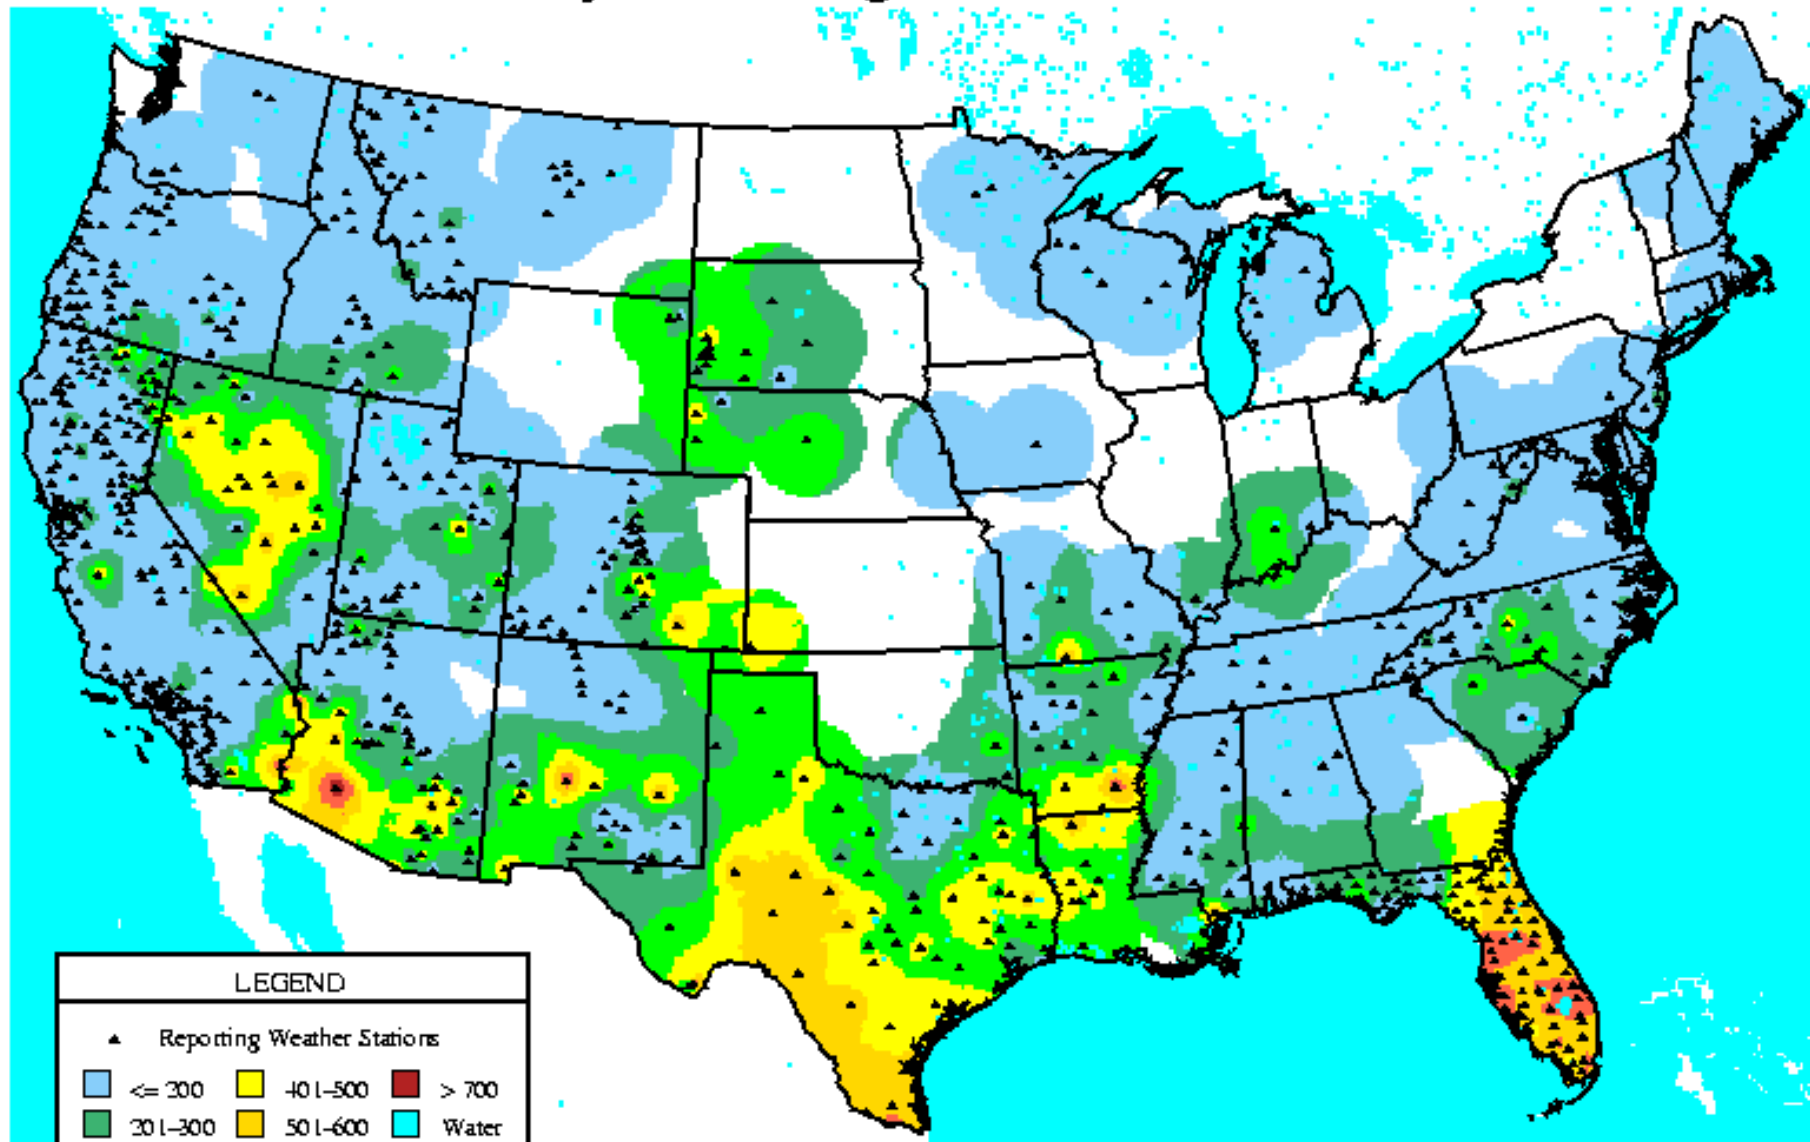 LEGEND
Reporting Weather Stations
<= 200 401-500 > 700
201-300 501-600 Water